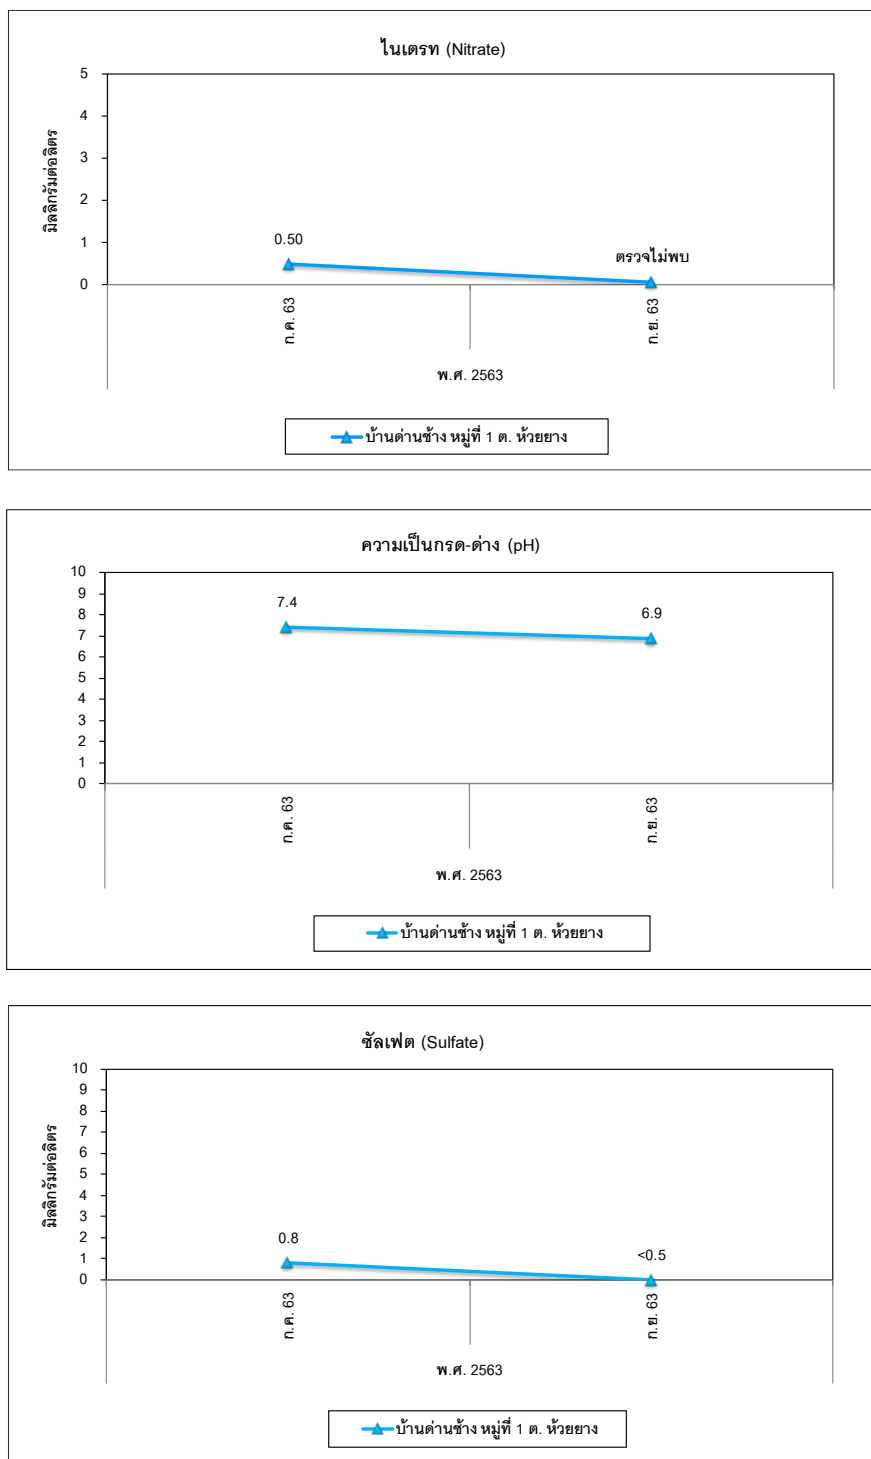 ไนเตรท (Nitrate)
มิลลิกรัมต่อลิตร
5
4
3
2
1
0
0.50
ตรวจไม่พบ
ก.ค. 63
ก.ย. 63
พ.ศ. 2563
บ้านด่านช้าง หมู่ที่ 1 ต. ห้วยยาง
ความเป็นกรด-ด่าง (pH)
10
9
8
7
6
5
4
3
2
1
0
7.4
6.9
ก.ค. 63
ก.ย. 63
พ.ศ. 2563
บ้านด่านช้าง หมู่ที่ 1 ต. ห้วยยาง
ซัลเฟต (Sulfate)
มิลลิกรัมต่อลิตร
10
9
8
7
6
5
4
3
2
1
0
0.8
<0.5
ก.ค. 63
ก.ย. 63
พ.ศ. 2563
บ้านด่านช้าง หมู่ที่ 1 ต. ห้วยยาง